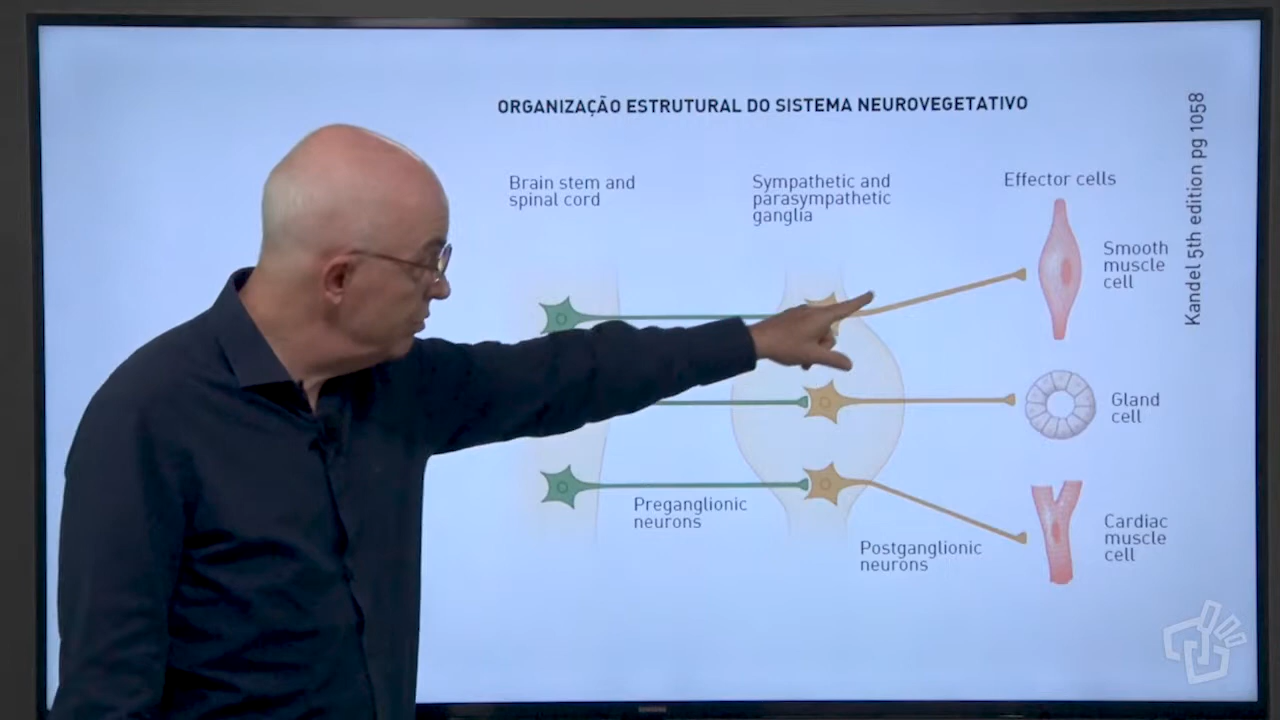 ORGANIZAÇÃO ESTRUTURAL DO SISTEMA NEUROVEGETATIVO
Kandel 5th edition pg 1058
Brain stem and
spinal cord
Sympathetic and
parasympathetic
ganglia
Effector cells
Smooth
muscle
cell
Gland
cell
Preganglionic
neurons
Postganglionic
neurons
Cardiac
muscle
cell
SAMSUNG